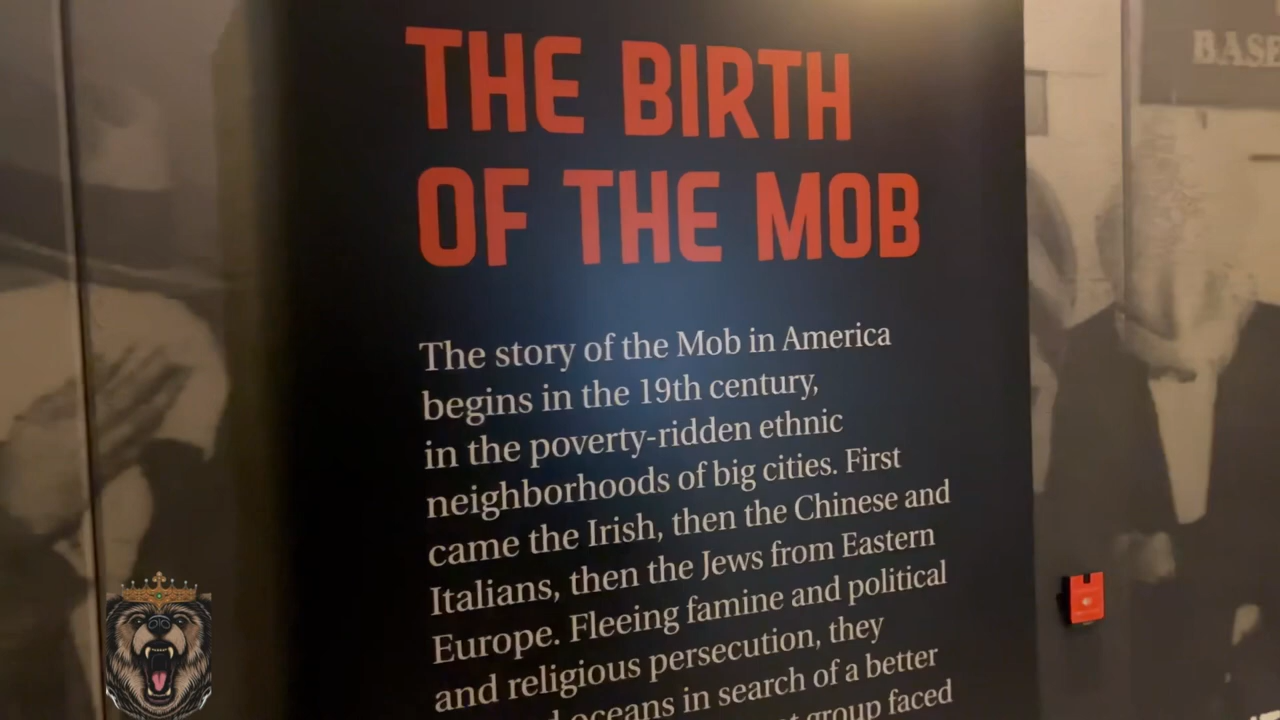 THE BIRTH
OF THE MOB
The story of the Mob in America
begins in the 19th century,
in the poverty-ridden ethnic
neighborhoods of big cities. First
came the Irish, then the Chinese and
Italians, then the Jews from Eastern
Europe. Fleeing famine and political
and religious persecution, they
oceans in search of a better
group faced
BASE